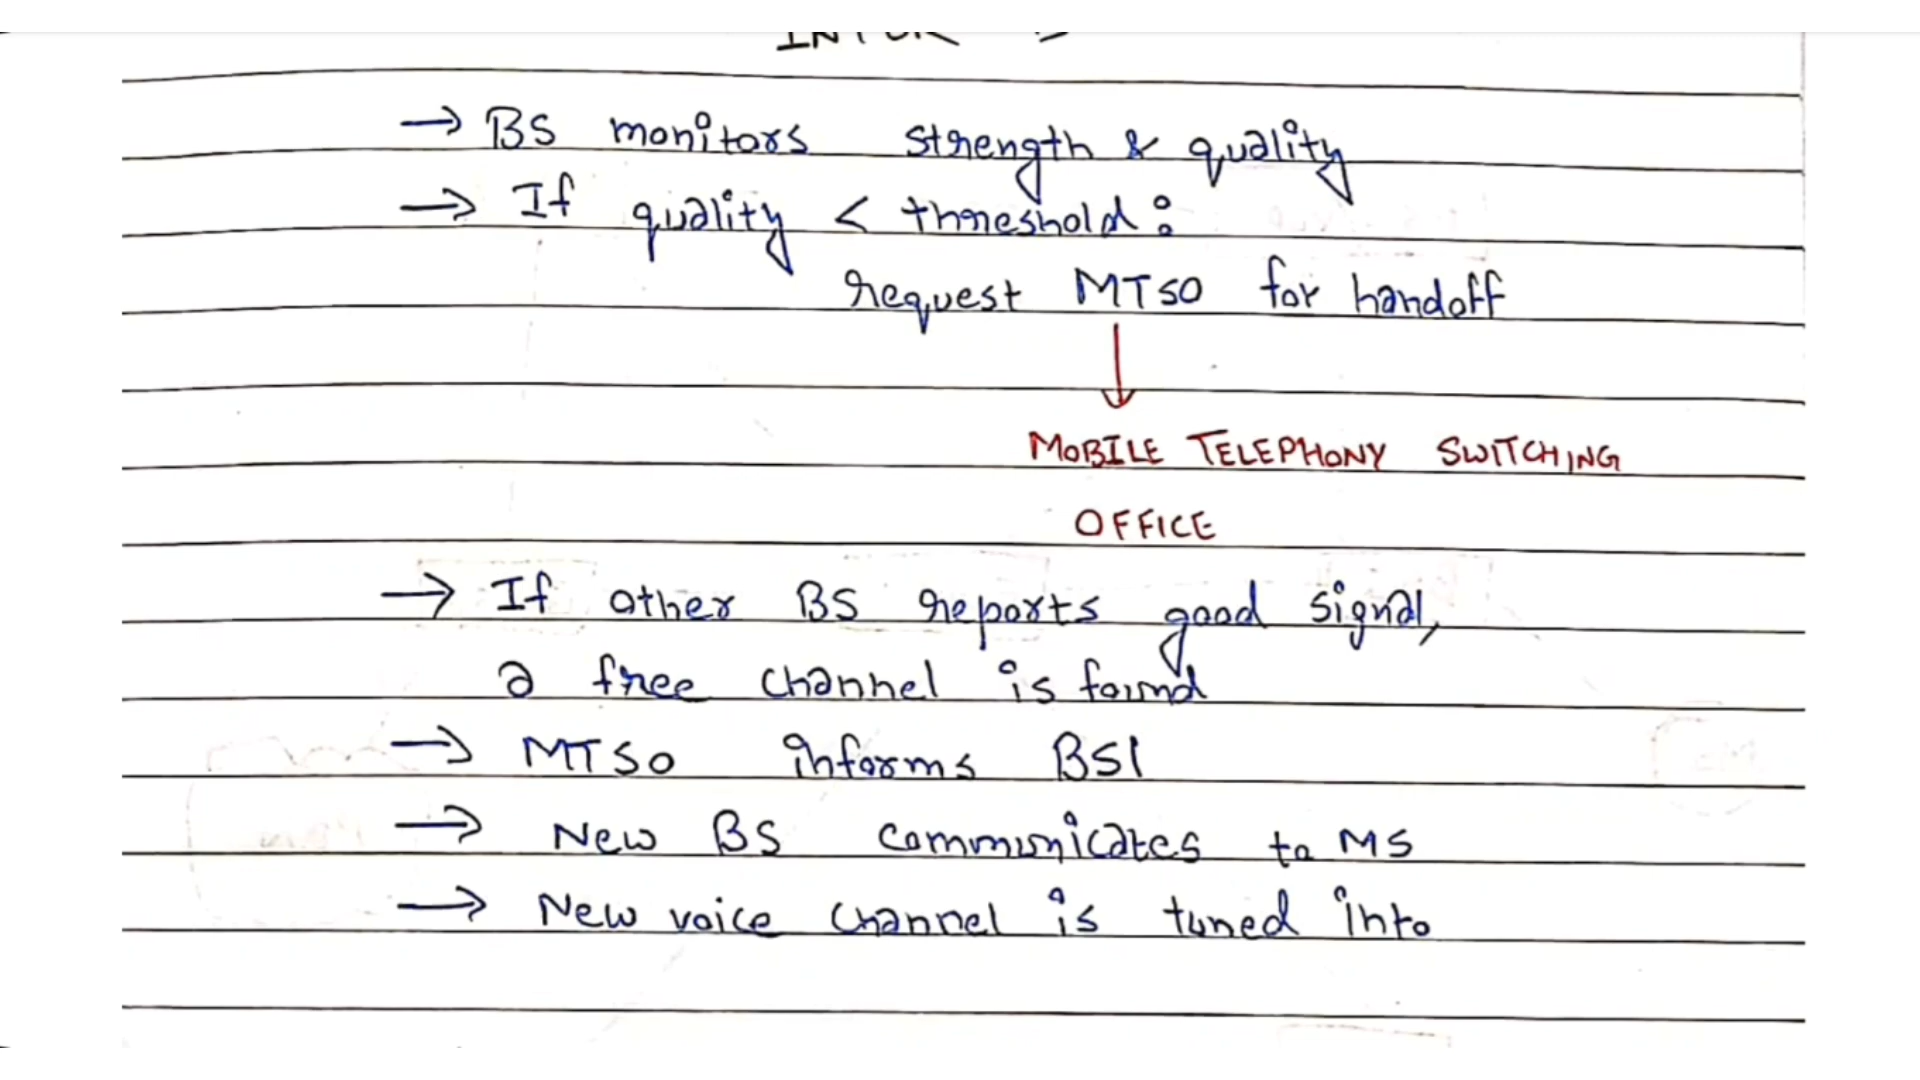 → BS monitors strength & quality
→ If quality < threshold:
request MTSO for handoff
↓
MOBILE TELEPHONY SWITCHING
OFFICE
→ If other BS reports good signal,
a free channel is found
→ MTSO informs BS1
→ New BS communicates to MS
→ New voice channel is tuned into